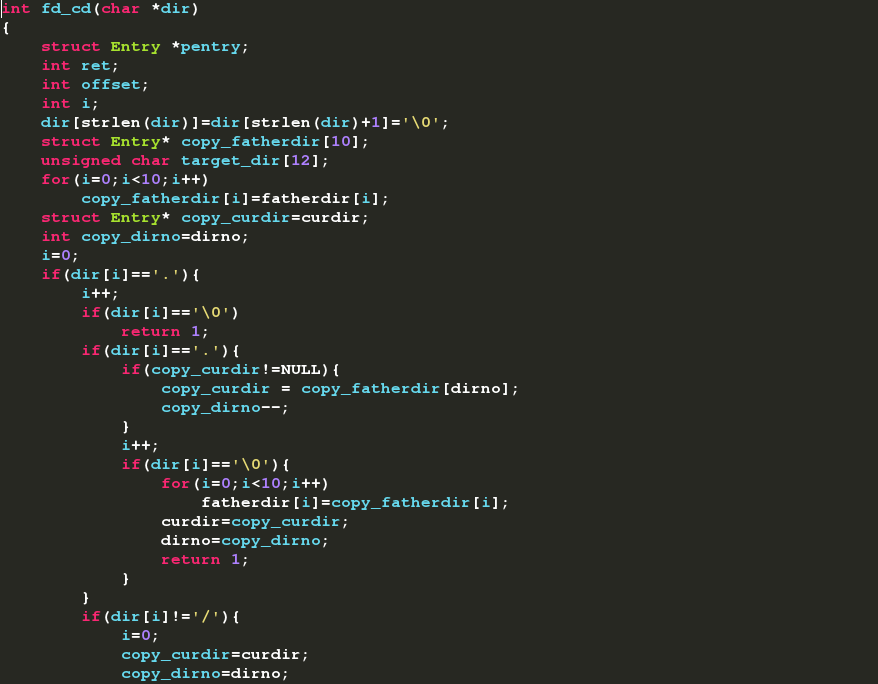 int fd_cd(char *dir)
{
    struct Entry *pentry;
    int ret;
    int offset;
    int i;
    dir[strlen(dir)]=dir[strlen(dir)+1]='\0';
    struct Entry* copy_fatherdir[10];
    unsigned char target_dir[12];
    for(i=0;i<10;i++)
        copy_fatherdir[i]=fatherdir[i];
    struct Entry* copy_curdir=curdir;
    int copy_dirno=dirno;
    i=0;
    if(dir[i]=='.'){
        i++;
        if(dir[i]=='\0')
            return 1;
        if(dir[i]=='.'){
            if(copy_curdir!=NULL){
                copy_curdir = copy_fatherdir[dirno];
                copy_dirno--;
            }
            i++;
            if(dir[i]=='\0'){
                for(i=0;i<10;i++)
                    fatherdir[i]=copy_fatherdir[i];
                curdir=copy_curdir;
                dirno=copy_dirno;
                return 1;
            }
        }
        if(dir[i]!='/'){
            i=0;
            copy_curdir=curdir;
            copy_dirno=dirno;